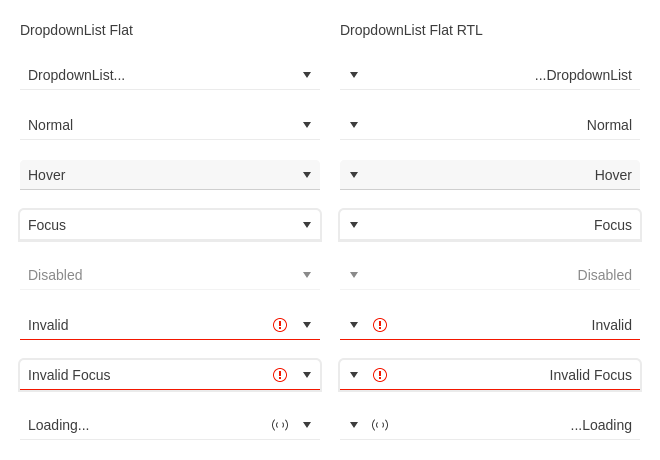 DropdownList Flat
DropdownList...
Normal
Hover
Focus
Disabled
Invalid
Invalid Focus
Loading...
DropdownList Flat RTL
...DropdownList
Normal
Hover
Focus
Disabled
Invalid
Invalid Focus
...Loading